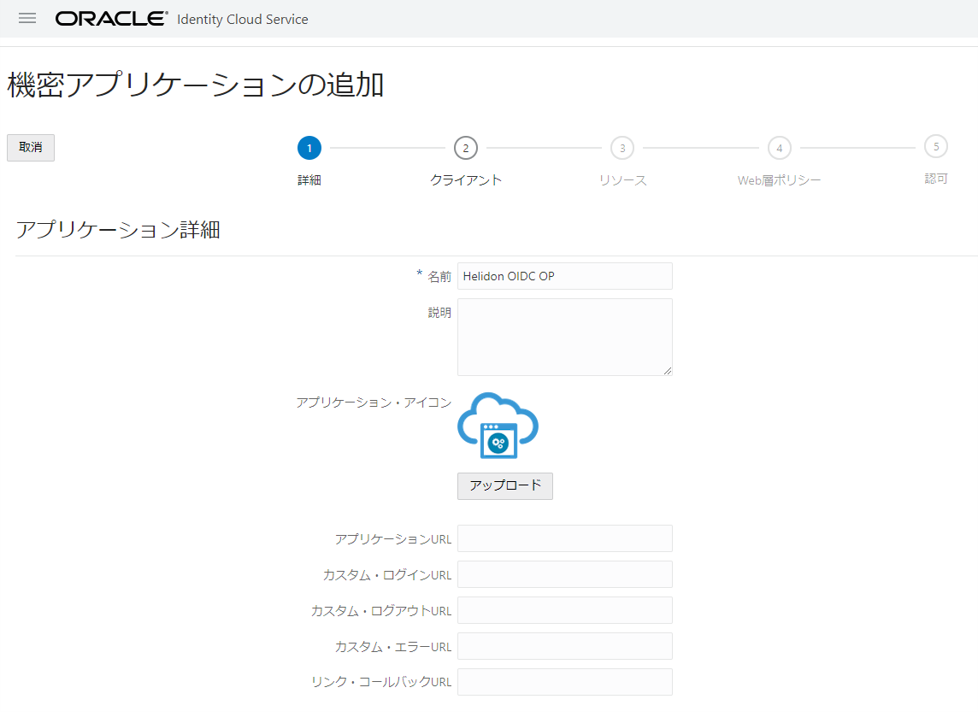 ORACLE® Identity Cloud Service
機密アプリケーションの追加
取消
1 2 3 4 5
詳細 クライアント リソース Web層ポリシー 認可
アプリケーション詳細
* 名前 Helidon OIDC OP
説明
アプリケーション・アイコン
アップロード
アプリケーションURL
カスタム・ログインURL
カスタム・ログアウトURL
カスタム・エラーURL
リンク・コールバックURL